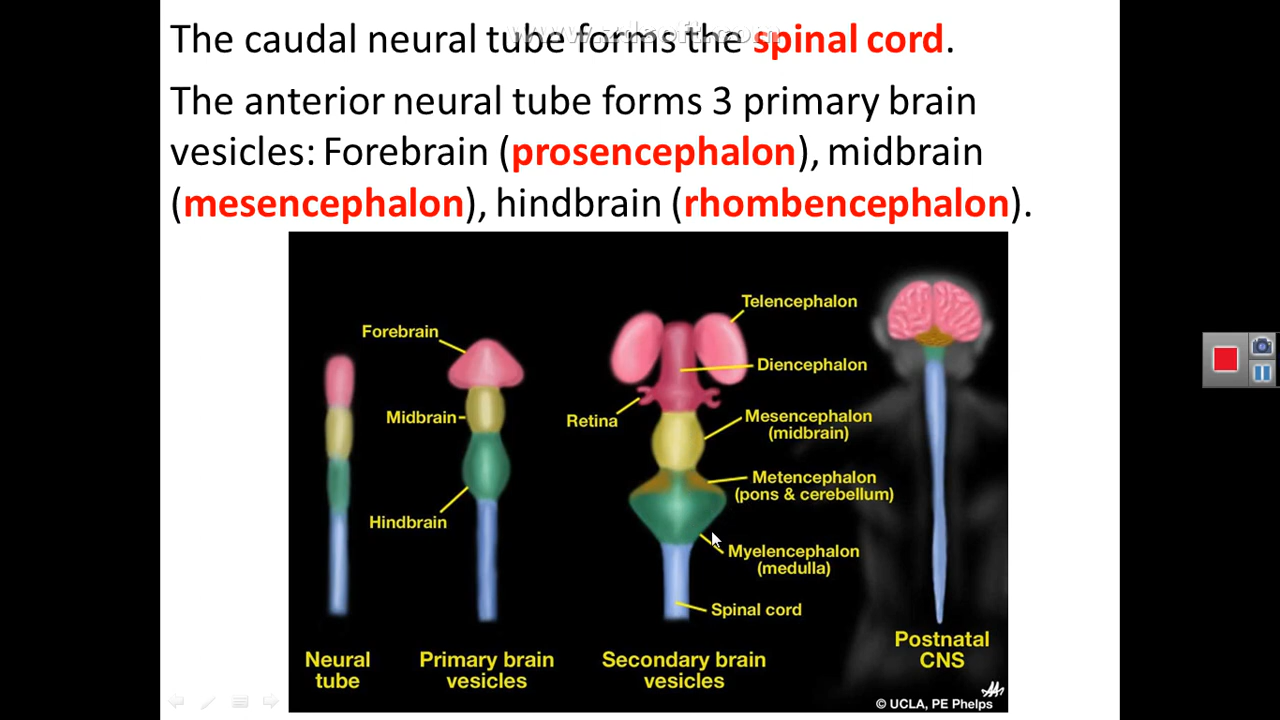 The caudal neural tube forms the spinal cord.
The anterior neural tube forms 3 primary brain
vesicles: Forebrain (prosencephalon), midbrain
(mesencephalon), hindbrain (rhombencephalon).
Telencephalon
Forebrain
Diencephalon
Midbrain
Retina
Mesencephalon
(midbrain)
Metencephalon
(pons & cerebellum)
Hindbrain
Myelencephalon
(medulla)
Spinal cord
Neural
tube
Primary brain
vesicles
Secondary brain
vesicles
Postnatal
CNS
© UCLA, PE Phelps